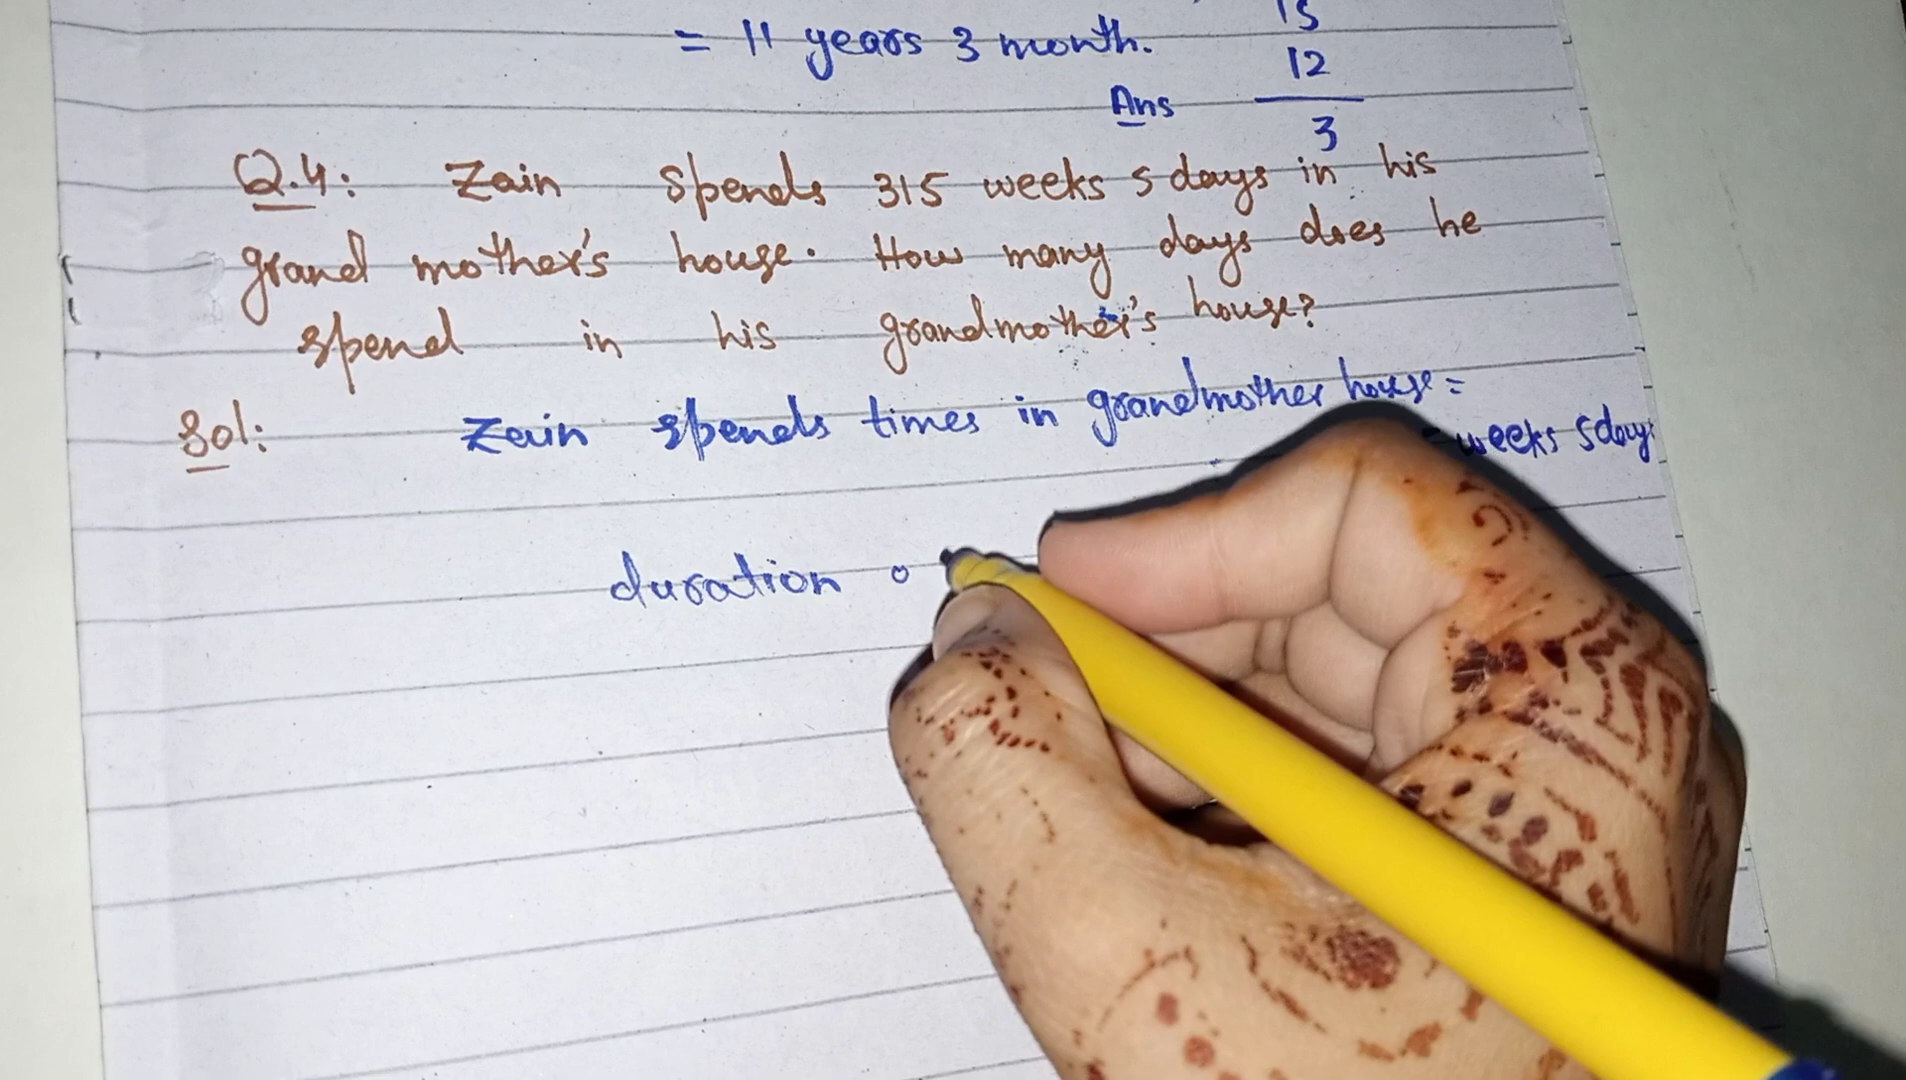 = 11 years 3 month.
15
12
Ans
3
Q.4: Zain spends 315 weeks 5 days in his
grand mother's house. How many days does he
spend in his grandmother's house?
Sol: Zain spends times in grandmother house =
weeks 5 days
duration o